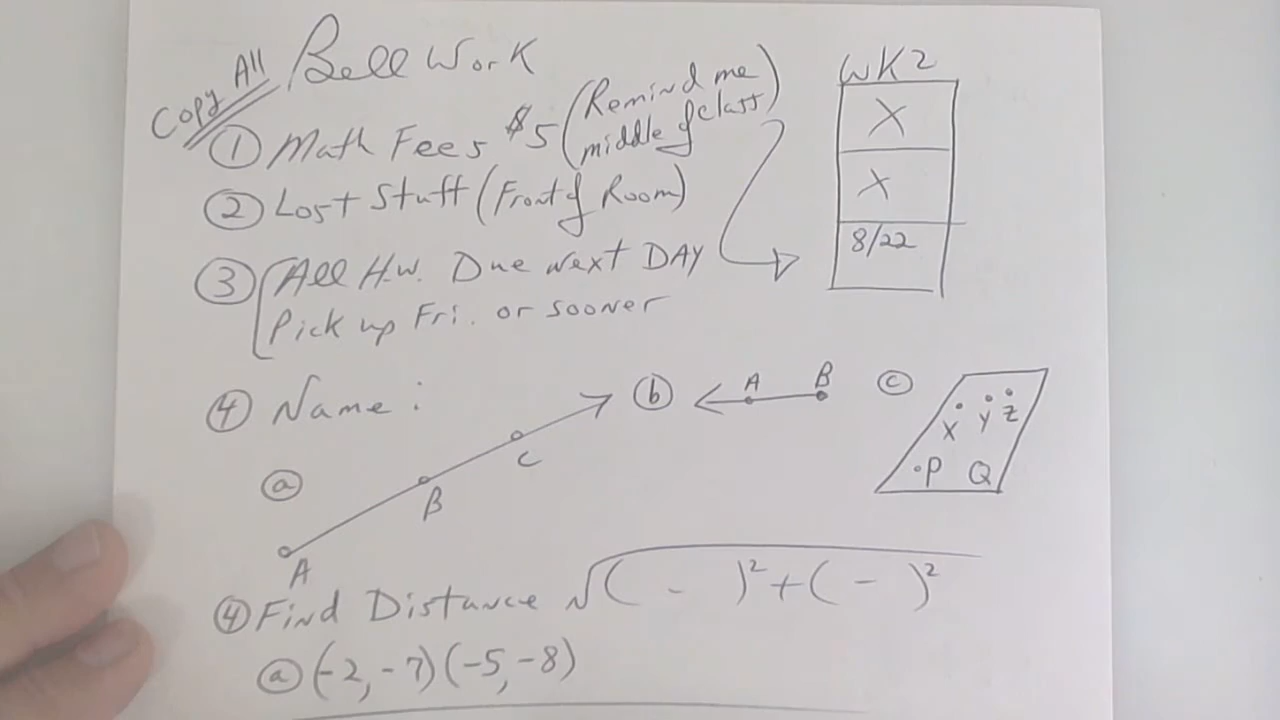 Copy All
Bell Work
WK2
① Math Fees $5 (Remind me middle of class)
X
② Lost Stuff (Front of Room)
X
③ All H.W. Due Next DAY
8/22
Pick up Fri. or sooner
④ Name:
ⓐ
A
B
C
ⓑ
A B
ⓒ
X Y Z
P Q
④ Find Distance √( - )²+( - )²
ⓐ (-2, -7) (-5, -8)